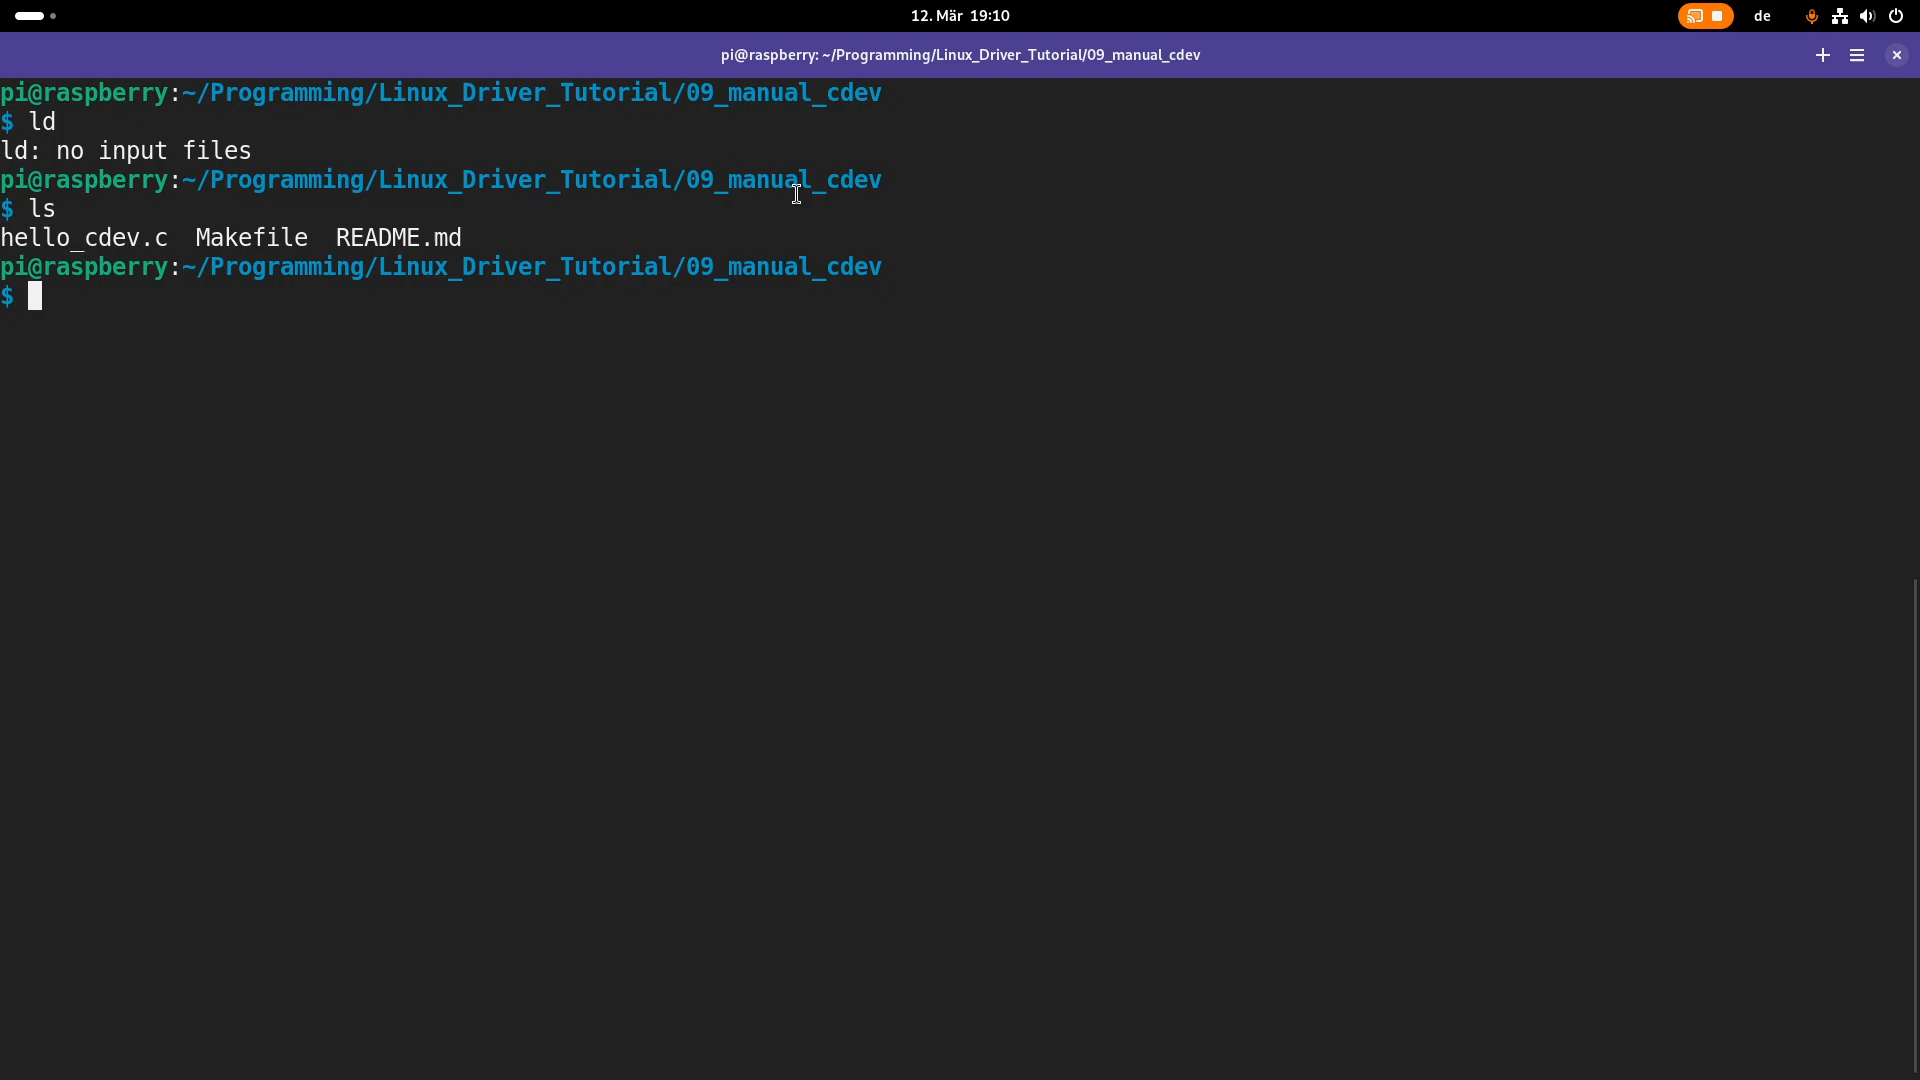 12. Mär 19:10
de
pi@raspberry: ~/Programming/Linux_Driver_Tutorial/09_manual_cdev
pi@raspberry:~/Programming/Linux_Driver_Tutorial/09_manual_cdev
$ ld
ld: no input files
pi@raspberry:~/Programming/Linux_Driver_Tutorial/09_manual_cdev
$ ls
hello_cdev.c  Makefile  README.md
pi@raspberry:~/Programming/Linux_Driver_Tutorial/09_manual_cdev
$